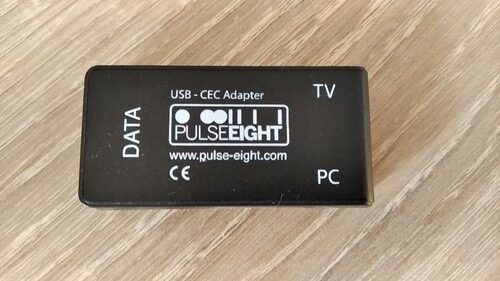 USB - CEC Adapter
PULSEEIGHT
www.pulse-eight.com
CE
DATA
TV
PC